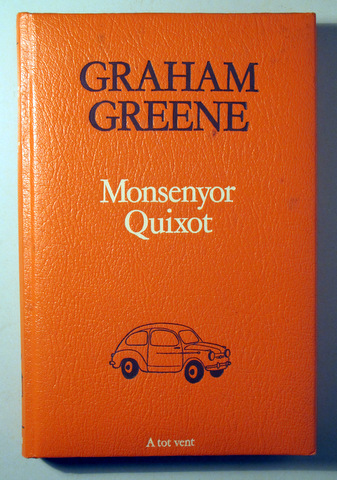 GRAHAM
GREENE
Monsenyor
Quixot
A tot vent